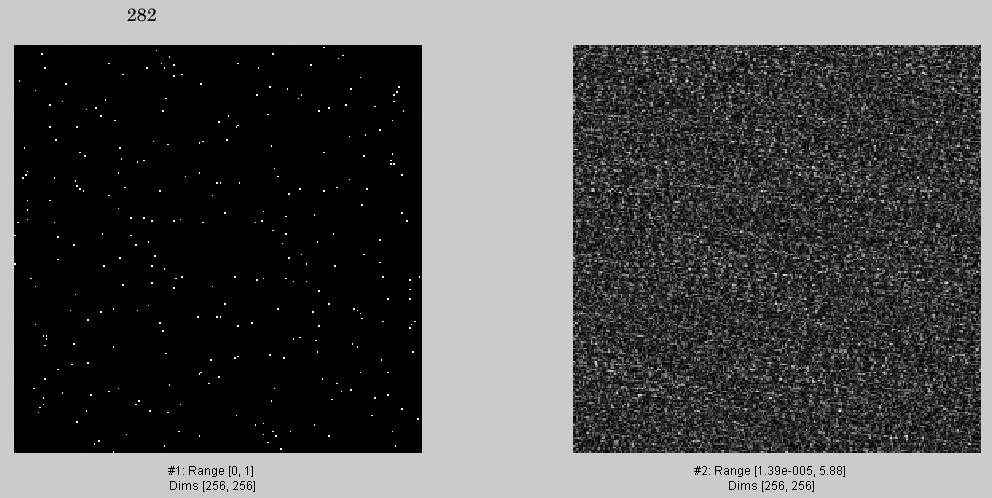 282
#1: Range [0, 1]
Dims [256, 256]
#2: Range [1.39e-005, 5.88]
Dims [256, 256]